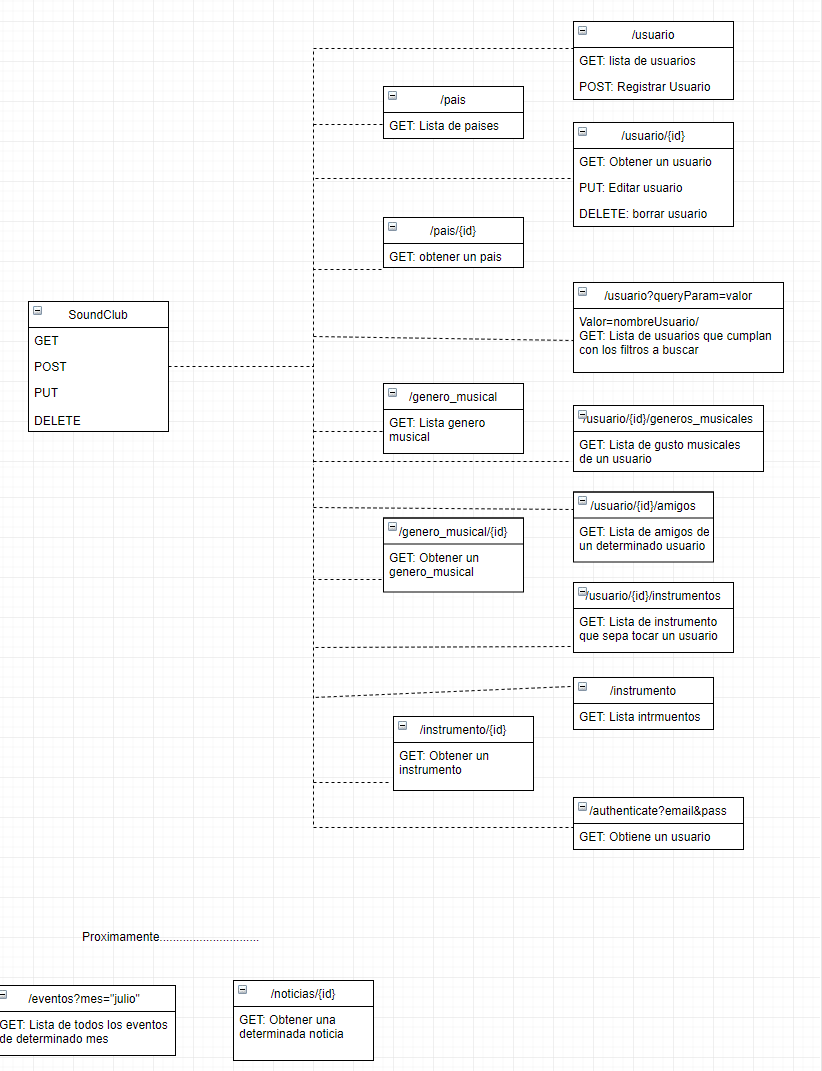 /usuario
GET: lista de usuarios
POST: Registrar Usuario
/pais
GET: Lista de paises
/usuario/{id}
GET: Obtener un usuario
PUT: Editar usuario
DELETE: borrar usuario
/pais/{id}
GET: obtener un pais
/usuario?queryParam=valor
Valor=nombreUsuario/
GET: Lista de usuarios que cumplan
con los filtros a buscar
SoundClub
GET
POST
PUT
DELETE
/genero_musical
GET: Lista genero
musical
/usuario/{id}/generos_musicales
GET: Lista de gusto musicales
de un usuario
/usuario/{id}/amigos
GET: Lista de amigos de
un determinado usuario
/genero_musical/{id}
GET: Obtener un
genero_musical
/usuario/{id}/instrumentos
GET: Lista de instrumento
que sepa tocar un usuario
/instrumento
GET: Lista intrmuentos
/instrumento/{id}
GET: Obtener un
instrumento
/authenticate?email&pass
GET: Obtiene un usuario
Proximamente..............................
/eventos?mes="julio"
GET: Lista de todos los eventos
de determinado mes
/noticias/{id}
GET: Obtener una
determinada noticia